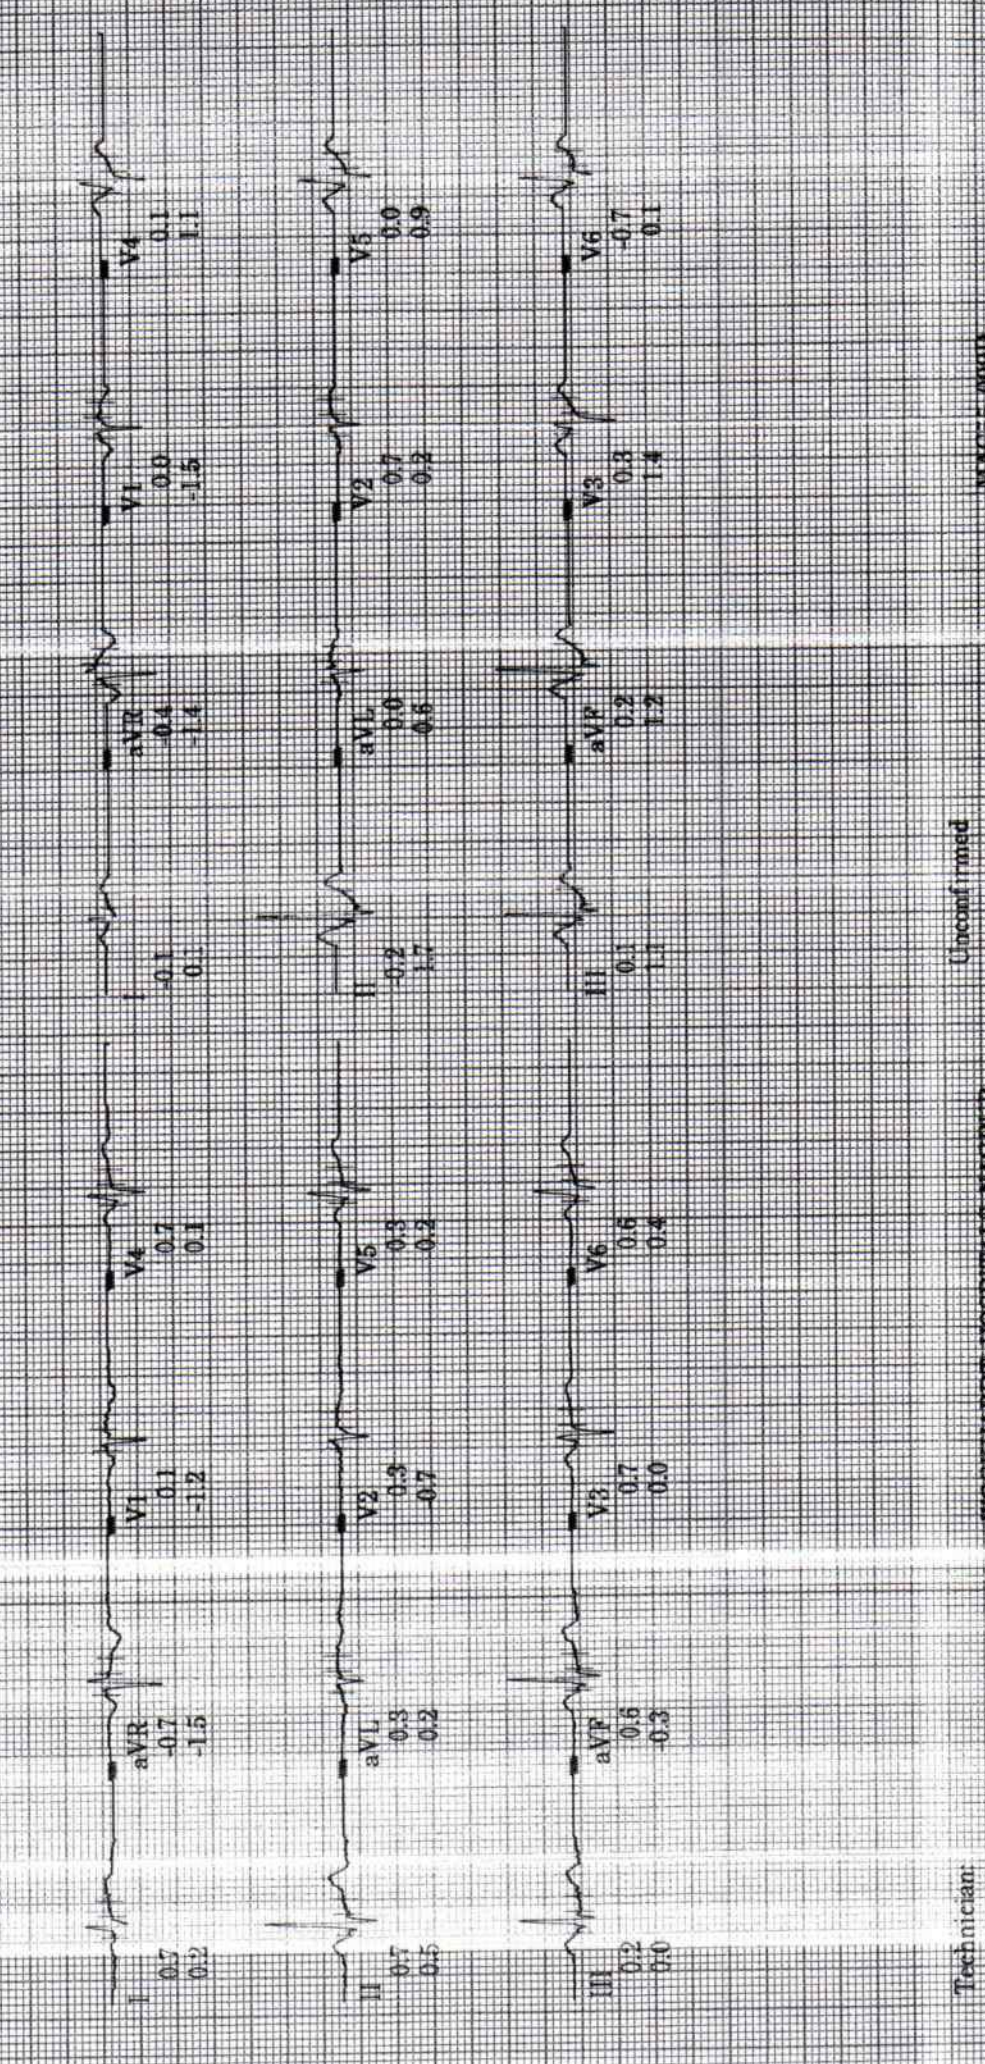 I aVR V1 V4 I aVR V1 V4
0.7 -0.7 0.1 0.7 -0.1 -0.4 0.0 0.1
0.2 -1.5 -1.2 0.1 0.1 -1.4 -1.5 1.1
II aVL V2 V5 II aVL V2 V5
0.7 0.3 0.3 0.3 -0.2 0.0 0.7 0.0
0.5 0.2 -0.7 0.2 1.7 0.6 0.2 0.9
III aVF V3 V6 III aVF V3 V6
0.2 0.6 0.7 0.6 0.1 0.2 0.3 -0.7
0.0 -0.3 0.0 0.4 1.1 1.2 1.4 0.1
Technician: Unconfirmed